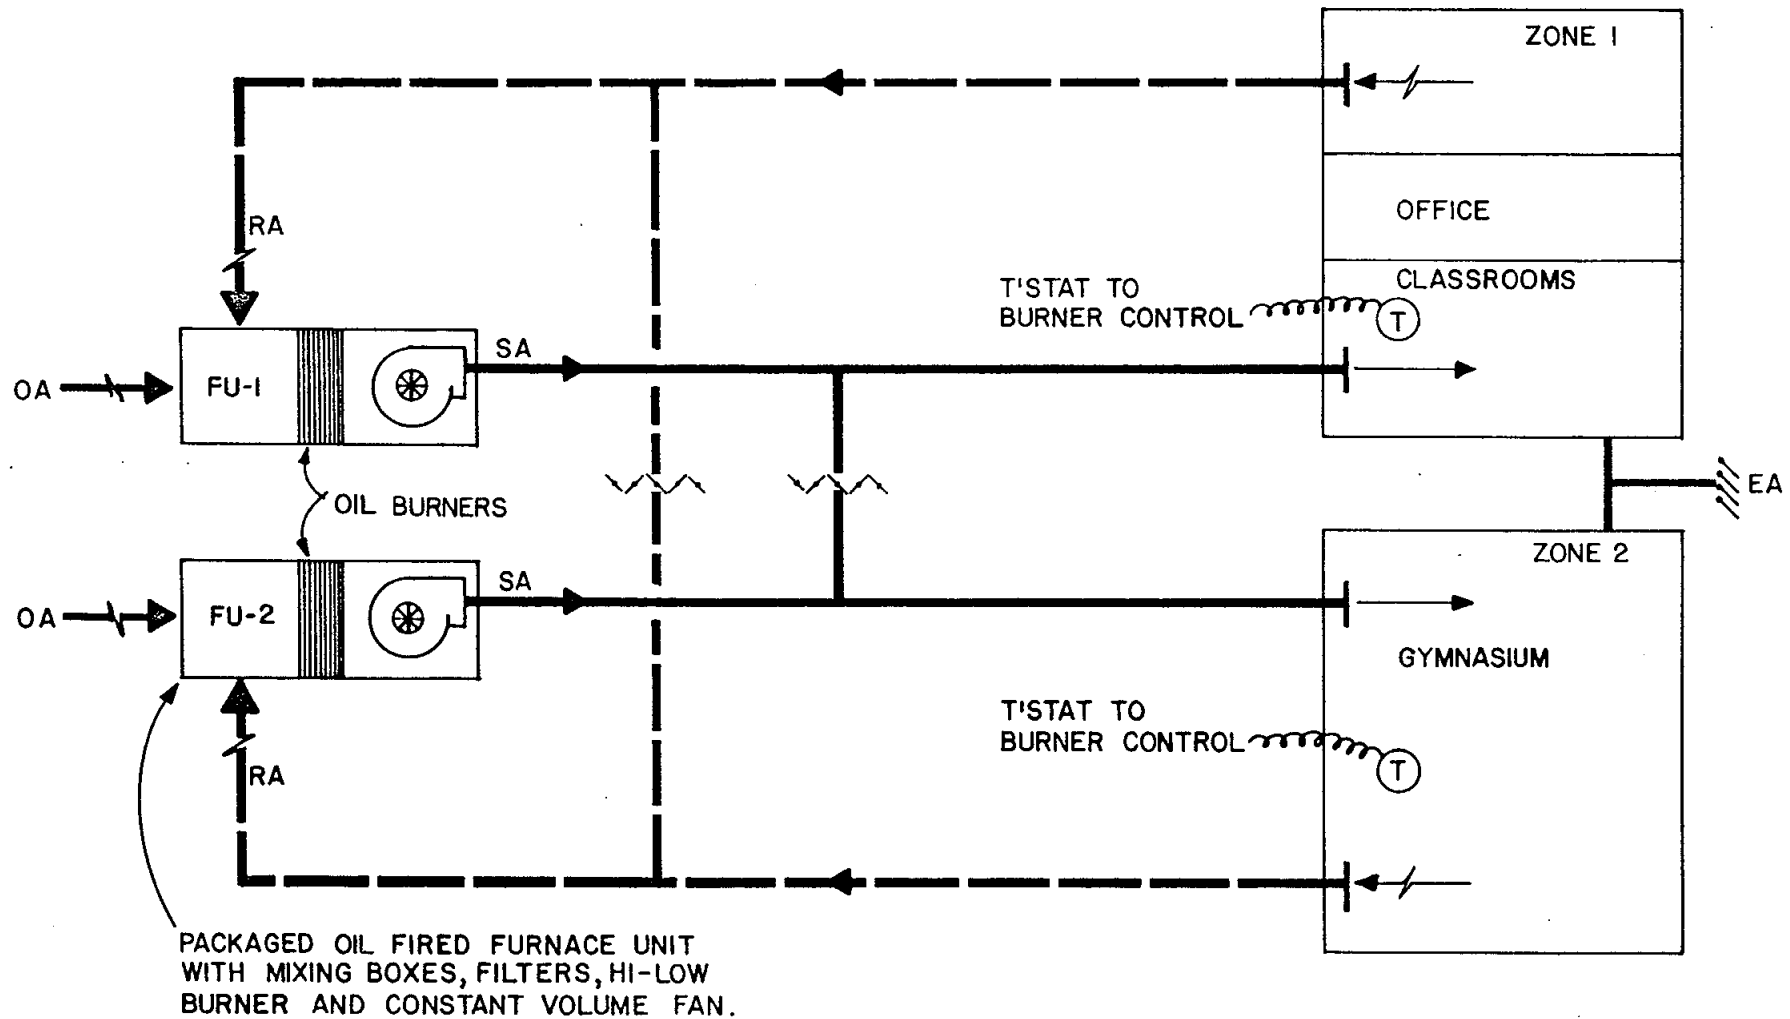 ZONE 1
RA
OFFICE
CLASSROOMS
T'STAT TO
BURNER CONTROL
T
SA
OA
FU-1
OIL BURNERS
EA
ZONE 2
SA
OA
FU-2
GYMNASIUM
T'STAT TO
BURNER CONTROL
T
RA
PACKAGED OIL FIRED FURNACE UNIT
WITH MIXING BOXES, FILTERS, HI-LOW
BURNER AND CONSTANT VOLUME FAN.